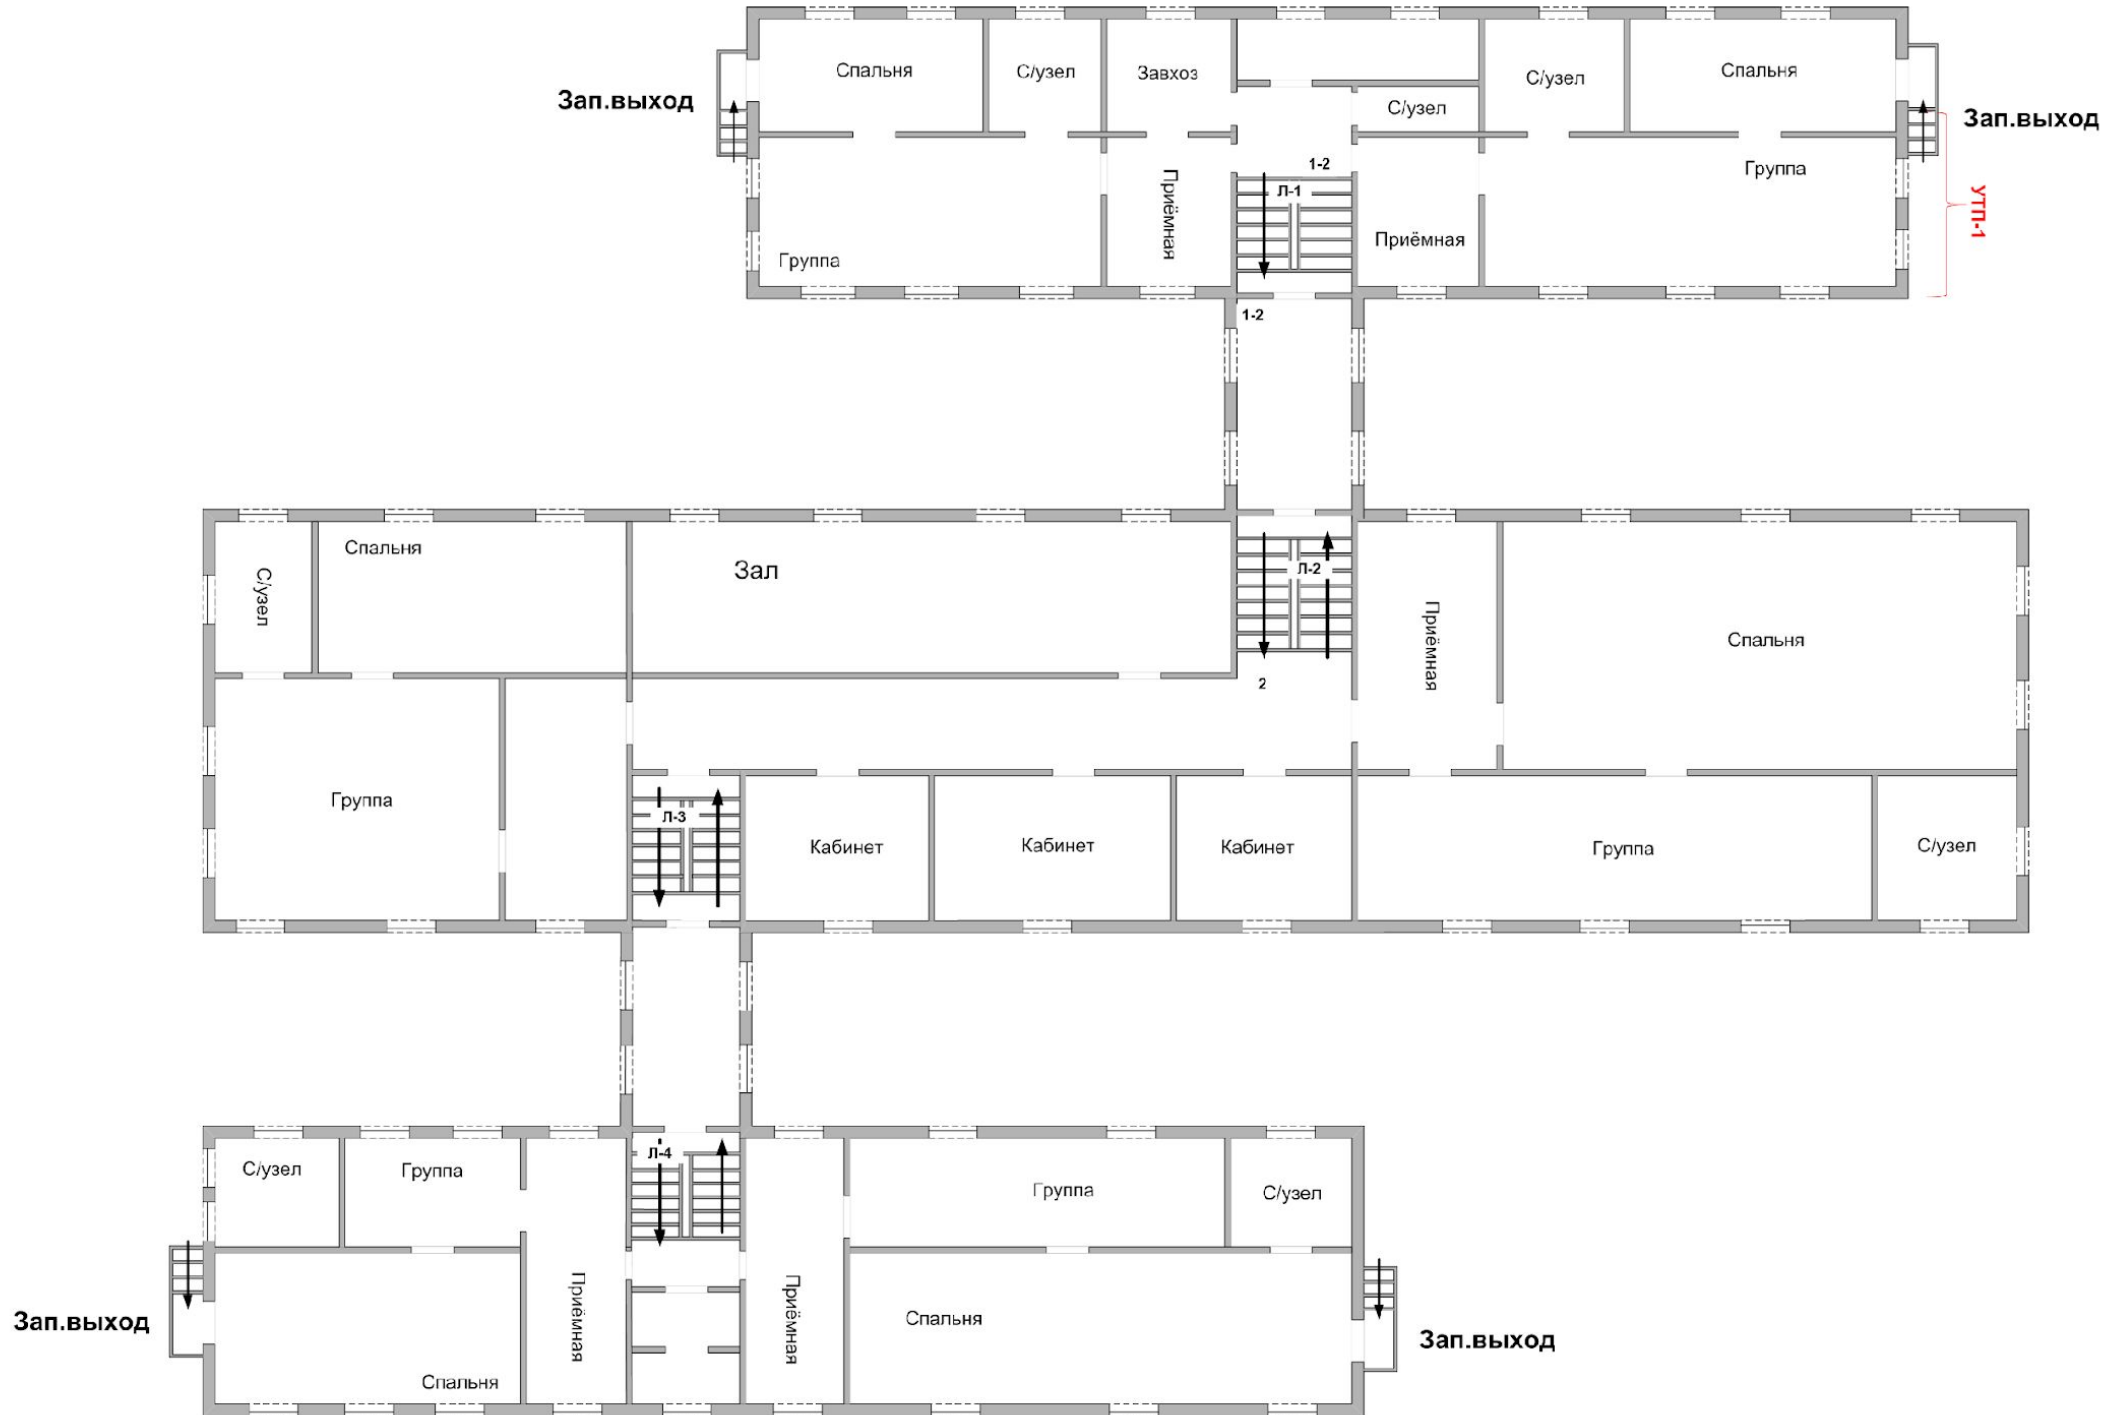 Спальня
С/узел
Завхоз
С/узел
Спальня
Зап.выход
С/узел
Зап.выход
1-2
Группа
Л-1
Приёмная
УТП-1
Приёмная
Группа
1-2
Спальня
Зал
Л-2
С/узел
Приёмная
Спальня
2
Группа
Л-3
Кабинет
Кабинет
Кабинет
Группа
С/узел
Л-4
С/узел
Группа
Группа
С/узел
Приёмная
Приёмная
Зап.выход
Спальня
Зап.выход
Спальня